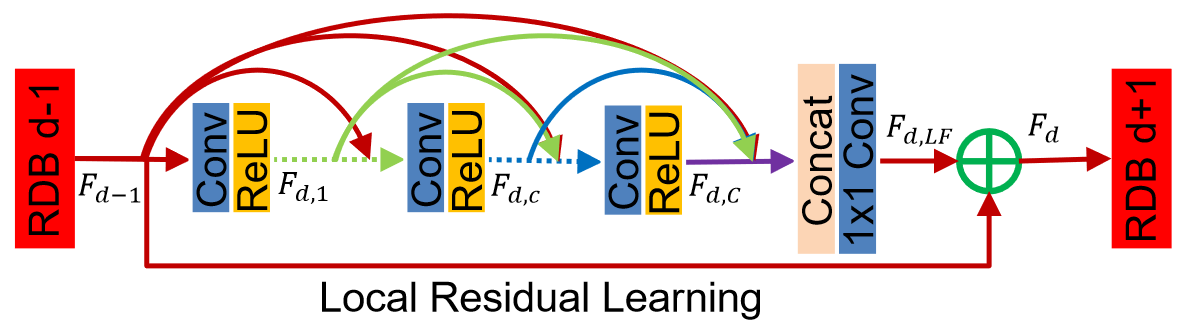 RDB d-1
F_{d-1}
Conv
ReLU
F_{d,1}
Conv
ReLU
F_{d,c}
Conv
ReLU
F_{d,C}
Concat
1x1 Conv
F_{d,LF}
F_d
RDB d+1
Local Residual Learning